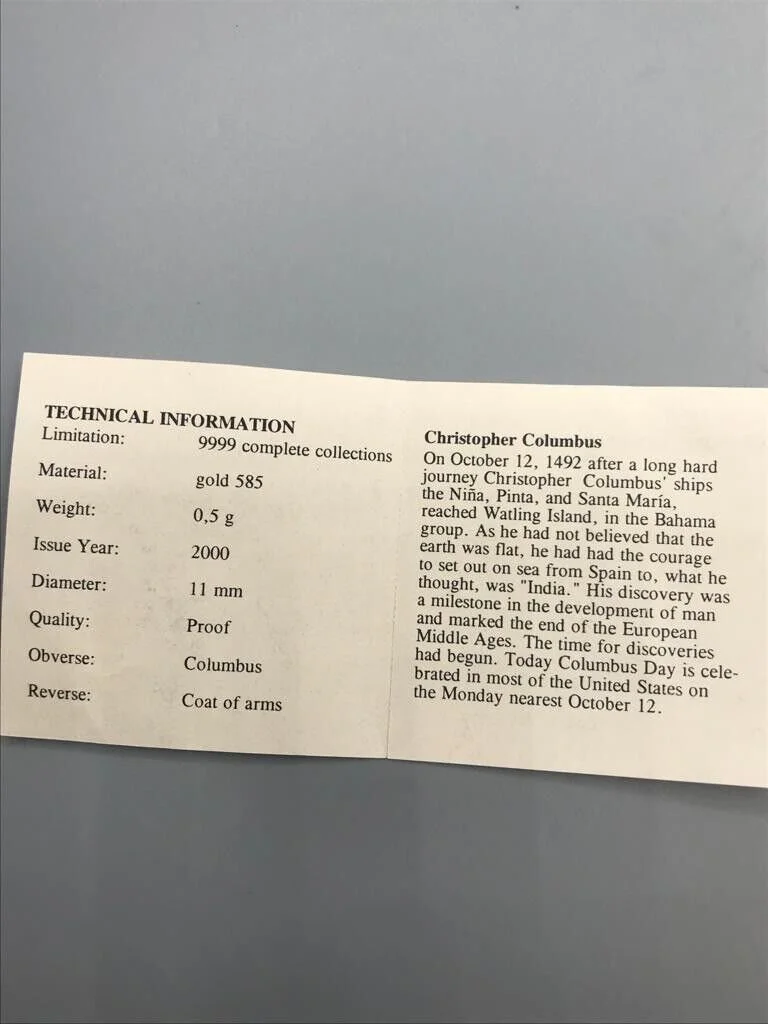 TECHNICAL INFORMATION
Limitation: 9999 complete collections
Material: gold 585
Weight: 0,5 g
Issue Year: 2000
Diameter: 11 mm
Quality: Proof
Obverse: Columbus
Reverse: Coat of arms
Christopher Columbus
On October 12, 1492 after a long hard
journey Christopher Columbus' ships
the Niña, Pinta, and Santa María,
reached Watling Island, in the Bahama
group. As he had not believed that the
earth was flat, he had had the courage
to set out on sea from Spain to, what he
thought, was "India." His discovery was
a milestone in the development of man
and marked the end of the European
Middle Ages. The time for discoveries
had begun. Today Columbus Day is cele-
brated in most of the United States on
the Monday nearest October 12.